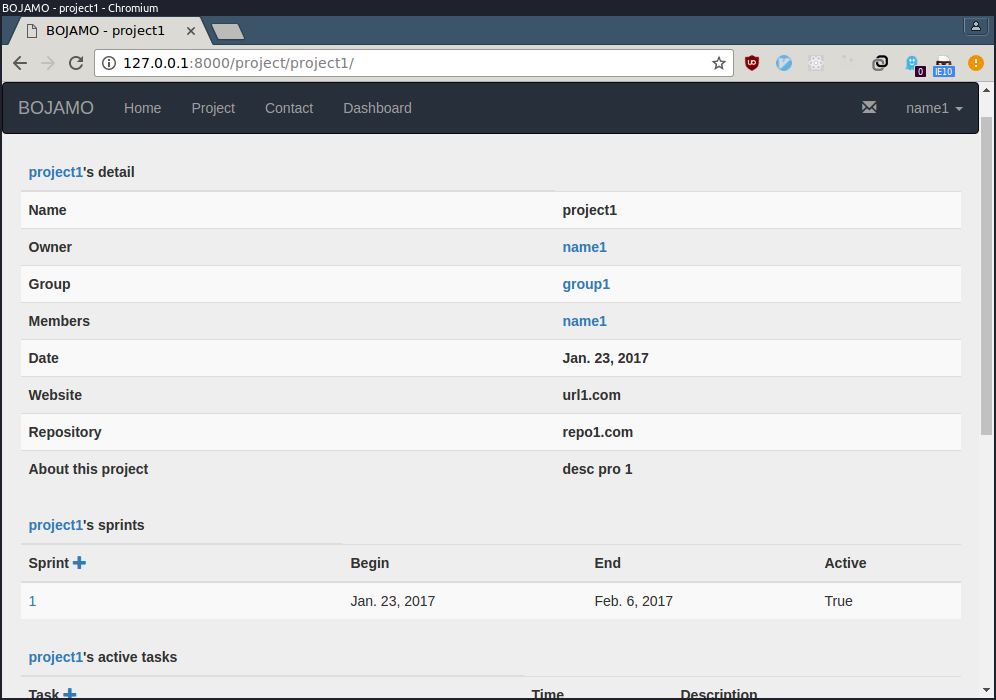 BOJAMO - project1 - Chromium
BOJAMO - project1
127.0.0.1:8000/project/project1/
UD
0
IE10
BOJAMO Home Project Contact Dashboard name1
project1's detail
Name project1
Owner name1
Group group1
Members name1
Date Jan. 23, 2017
Website url1.com
Repository repo1.com
About this project desc pro 1
project1's sprints
Sprint Begin End Active
1 Jan. 23, 2017 Feb. 6, 2017 True
project1's active tasks
Task Time Description